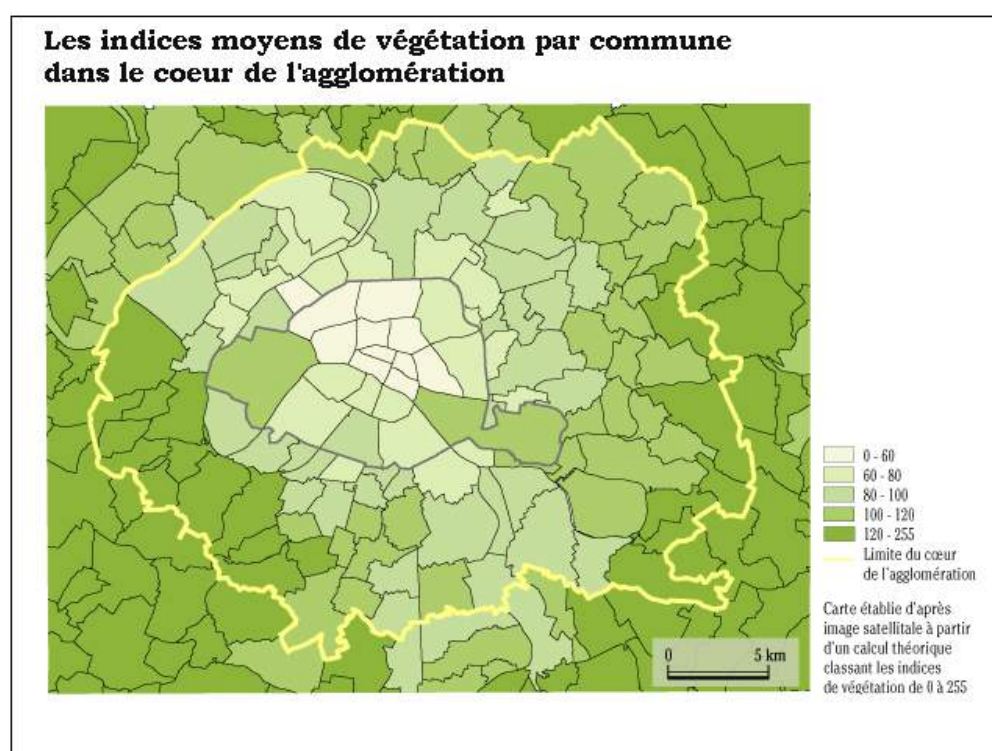 Les indices moyens de végétation par commune
dans le coeur de l'agglomération
0 - 60
60 - 80
80 - 100
100 - 120
120 - 255
Limite du cœur
de l'agglomération
Carte établie d'après
image satellitale à partir
d'un calcul théorique
classant les indices
de végétation de 0 à 255
0 5 km